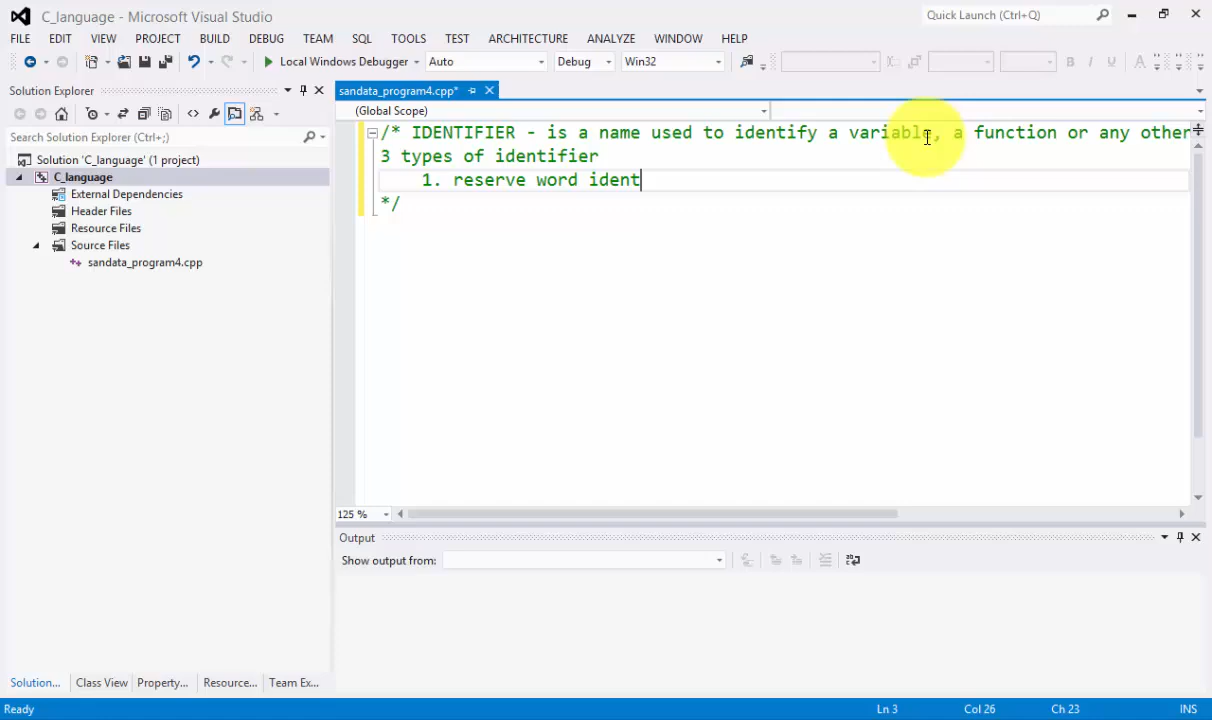 C_language - Microsoft Visual Studio
Quick Launch (Ctrl+Q)
FILE EDIT VIEW PROJECT BUILD DEBUG TEAM SQL TOOLS TEST ARCHITECTURE ANALYZE WINDOW HELP
Local Windows Debugger Auto Debug Win32
Solution Explorer
sandata_program4.cpp*
(Global Scope)
Search Solution Explorer (Ctrl+;)
Solution 'C_language' (1 project)
C_language
External Dependencies
Header Files
Resource Files
Source Files
sandata_program4.cpp
/* IDENTIFIER - is a name used to identify a variable, a function or any other
3 types of identifier
1. reserve word ident
*/
125 %
Output
Show output from:
Solution... Class View Property... Resource... Team Ex...
Ready Ln 3 Col 26 Ch 23 INS